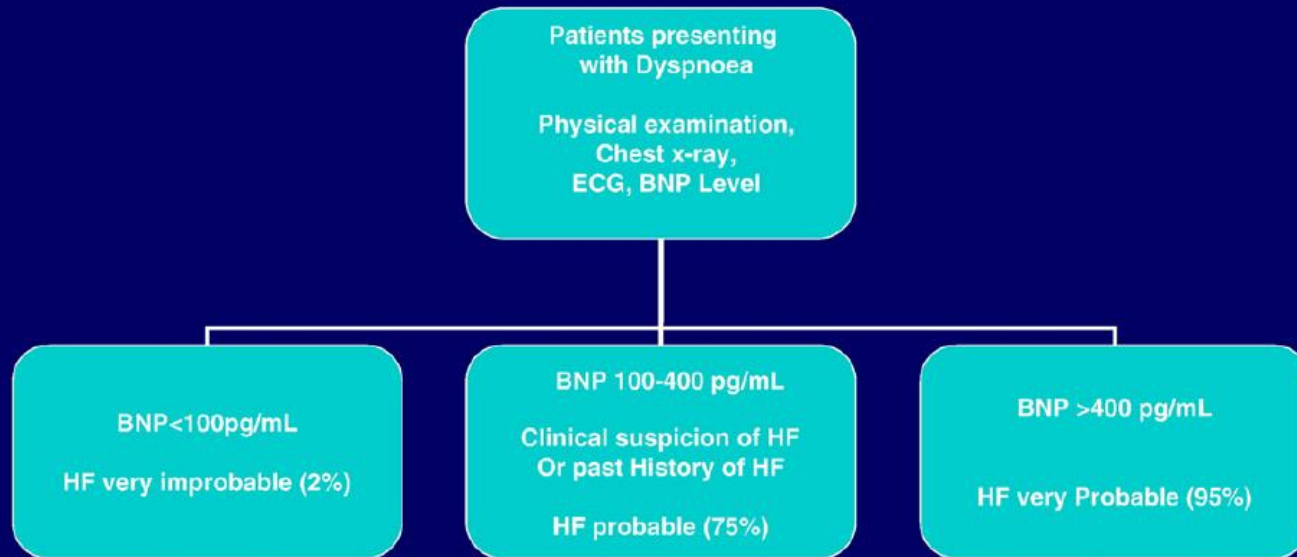 Patients presenting
with Dyspnoea
Physical examination,
Chest x-ray,
ECG, BNP Level
BNP<100pg/mL
HF very improbable (2%)
BNP 100-400 pg/mL
Clinical suspicion of HF
Or past History of HF
HF probable (75%)
BNP >400 pg/mL
HF very Probable (95%)